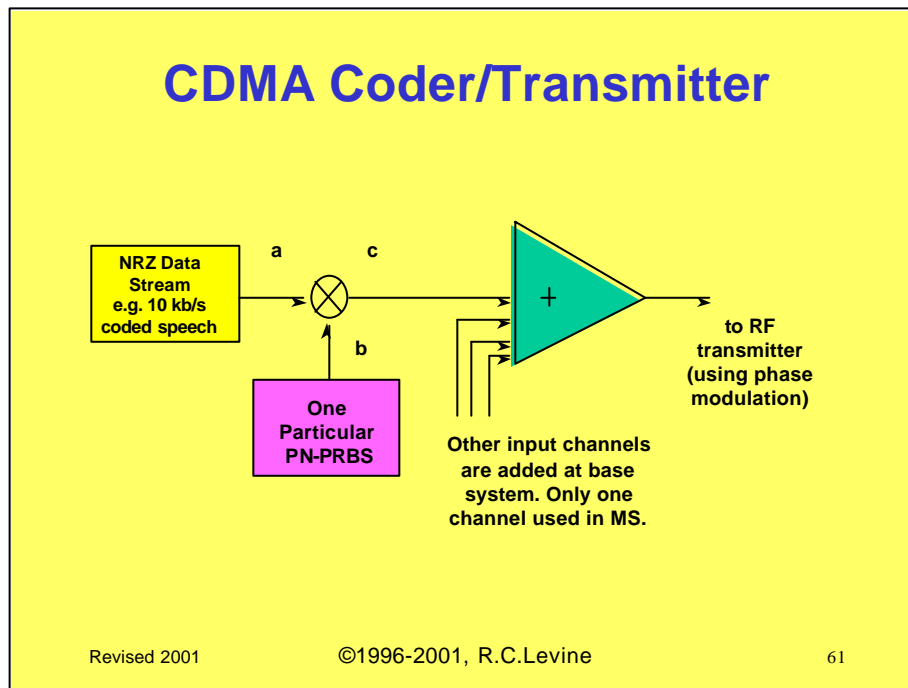 CDMA Coder/Transmitter
NRZ Data
Stream
e.g. 10 kb/s
coded speech
a
c
b
One
Particular
PN-PRBS
+
to RF
transmitter
(using phase
modulation)
Other input channels
are added at base
system. Only one
channel used in MS.
Revised 2001
©1996-2001, R.C.Levine
61